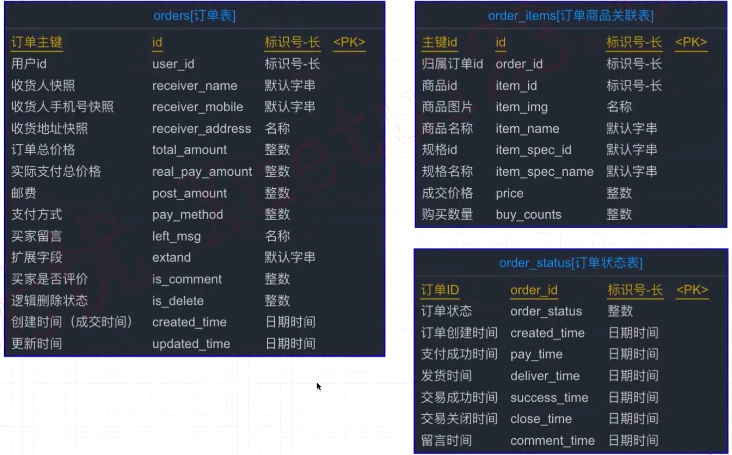 orders[订单表]
订单主键 id 标识号-长 <PK>
用户id user_id 标识号-长
收货人快照 receiver_name 默认字串
收货人手机号快照 receiver_mobile 默认字串
收货地址快照 receiver_address 名称
订单总价格 total_amount 整数
实际支付总价格 real_pay_amount 整数
邮费 post_amount 整数
支付方式 pay_method 整数
买家留言 left_msg 名称
扩展字段 extand 默认字串
买家是否评价 is_comment 整数
逻辑删除状态 is_delete 整数
创建时间（成交时间） created_time 日期时间
更新时间 updated_time 日期时间
order_items[订单商品关联表]
主键id id 标识号-长 <PK>
归属订单id order_id 标识号-长
商品id item_id 标识号-长
商品图片 item_img 名称
商品名称 item_name 默认字串
规格id item_spec_id 默认字串
规格名称 item_spec_name 默认字串
成交价格 price 整数
购买数量 buy_counts 整数
order_status[订单状态表]
订单ID order_id 标识号-长 <PK>
订单状态 order_status 整数
订单创建时间 created_time 日期时间
支付成功时间 pay_time 日期时间
发货时间 deliver_time 日期时间
交易成功时间 success_time 日期时间
交易关闭时间 close_time 日期时间
留言时间 comment_time 日期时间